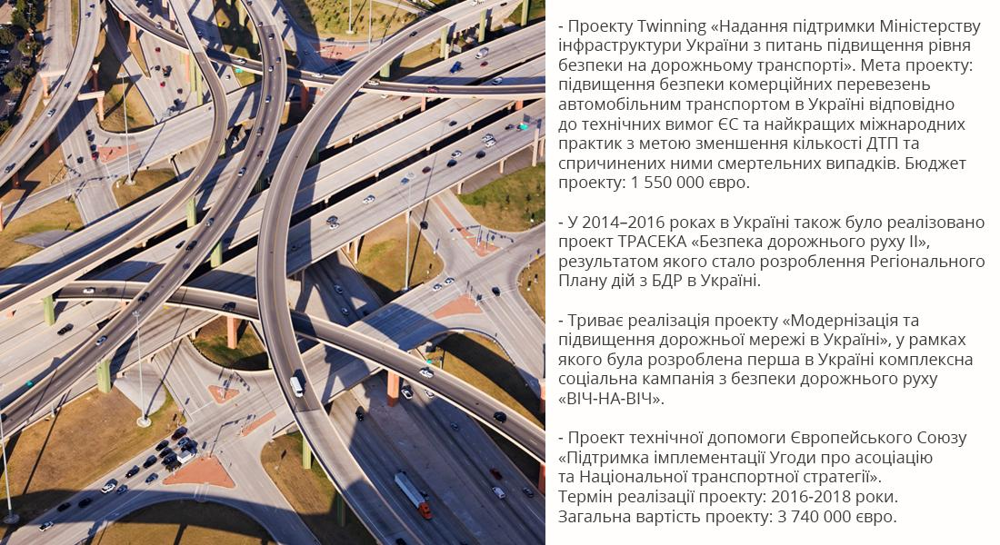 - Проекту Twinning «Надання підтримки Міністерству
інфраструктури України з питань підвищення рівня
безпеки на дорожньому транспорті». Мета проекту:
підвищення безпеки комерційних перевезень
автомобільним транспортом в Україні відповідно
до технічних вимог ЄС та найкращих міжнародних
практик з метою зменшення кількості ДТП та
спричинених ними смертельних випадків. Бюджет
проекту: 1 550 000 євро.
- У 2014–2016 роках в Україні також було реалізовано
проект ТРАСЕКА «Безпека дорожнього руху ІІ»,
результатом якого стало розроблення Регіонального
Плану дій з БДР в Україні.
- Триває реалізація проекту «Модернізація та
підвищення дорожньої мережі в Україні», у рамках
якого була розроблена перша в Україні комплексна
соціальна кампанія з безпеки дорожнього руху
«ВІЧ-НА-ВІЧ».
- Проект технічної допомоги Європейського Союзу
«Підтримка імплементації Угоди про асоціацію
та Національної транспортної стратегії».
Термін реалізації проекту: 2016-2018 роки.
Загальна вартість проекту: 3 740 000 євро.